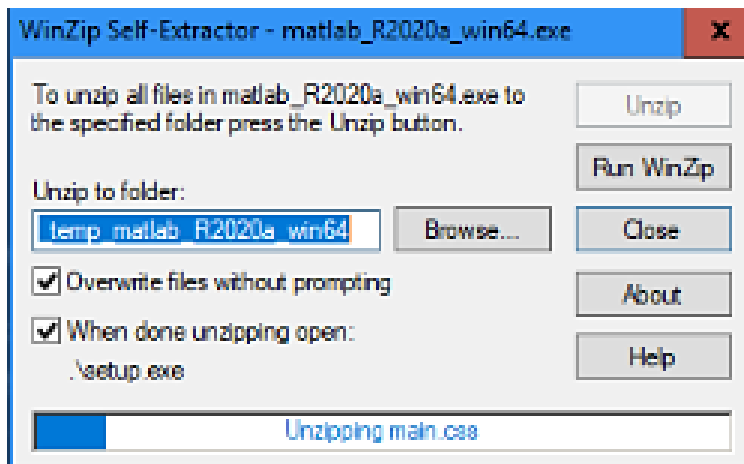 WinZip Self-Extractor - matlab_R2020a_win64.exe
To unzip all files in matlab_R2020a_win64.exe to
the specified folder press the Unzip button.
Unzip to folder:
temp_matlab_R2020a_win64
Browse...
Overwrite files without prompting
When done unzipping open:
.\setup.exe
Unzip
Run WinZip
Close
About
Help
Unzipping main.css